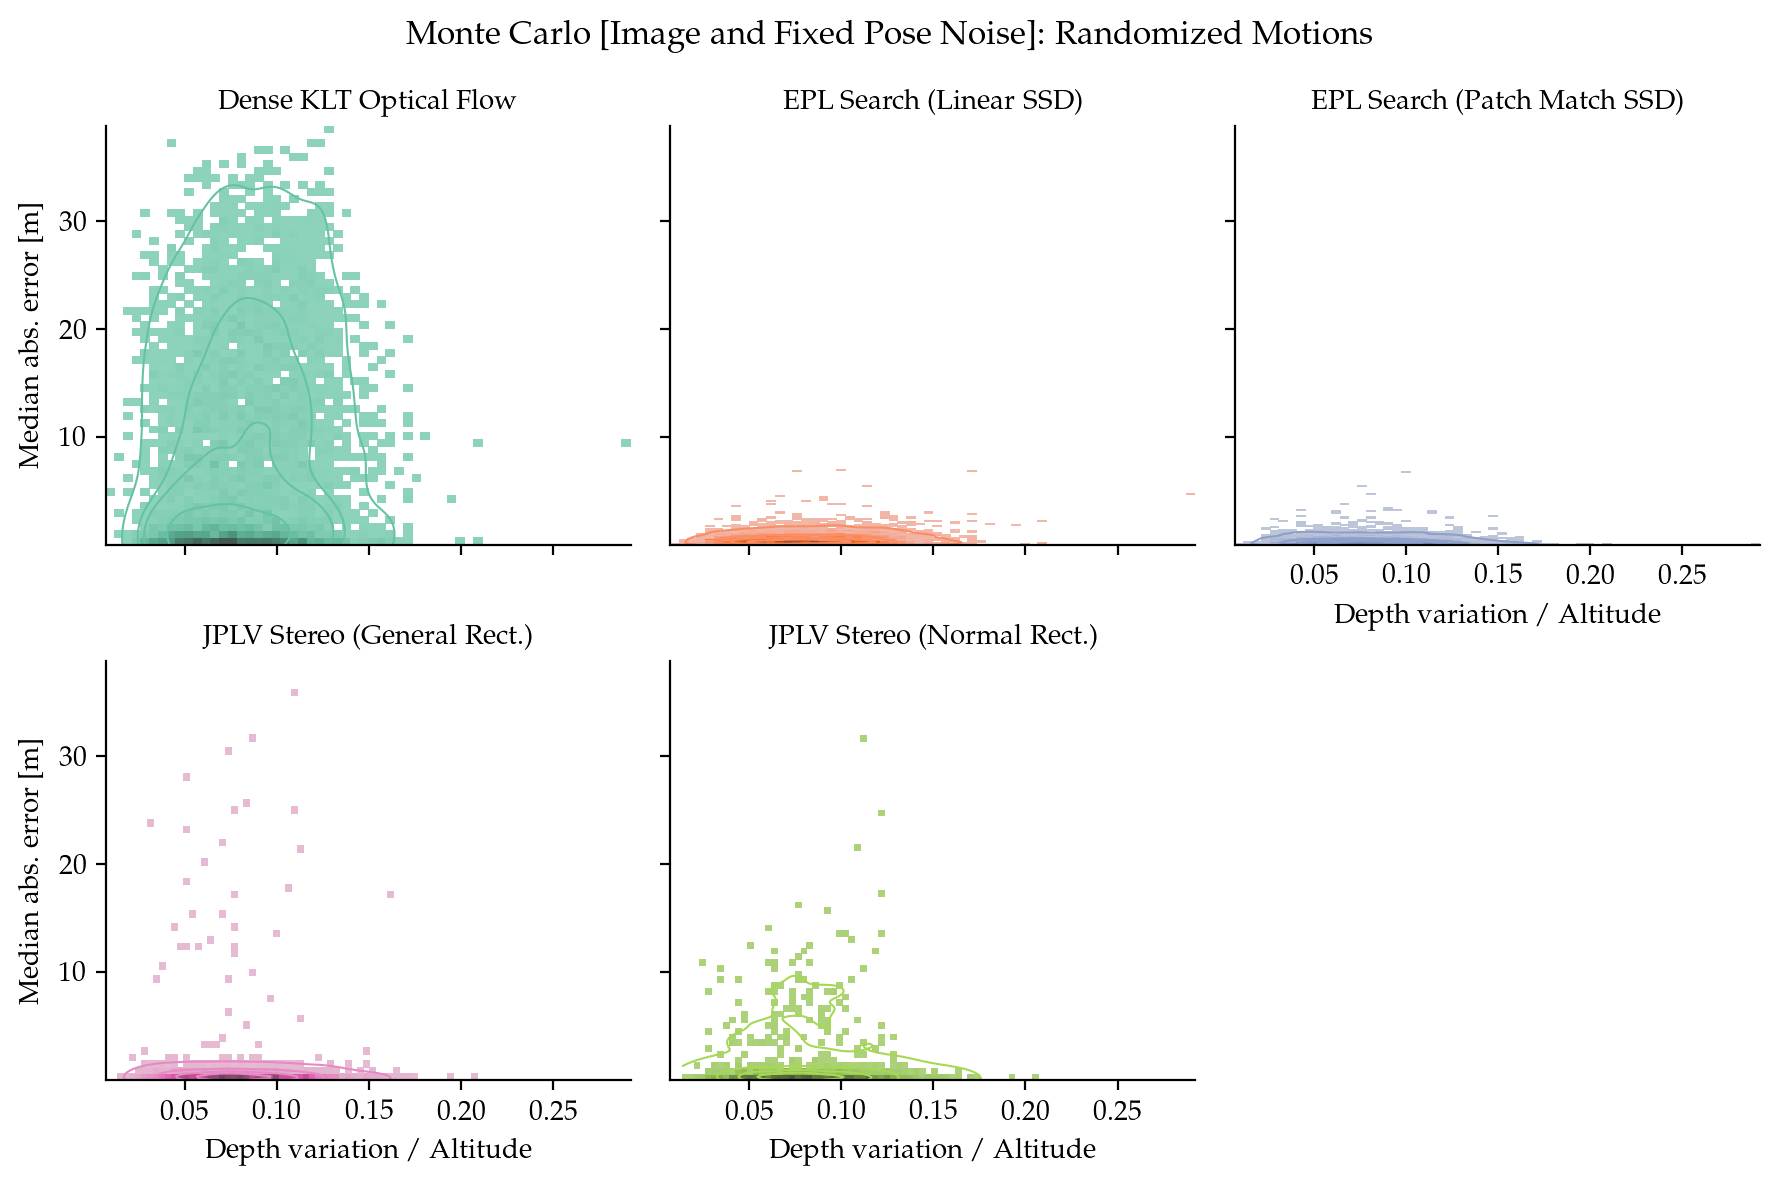 Monte Carlo [Image and Fixed Pose Noise]: Randomized Motions
Dense KLT Optical Flow
EPL Search (Linear SSD)
EPL Search (Patch Match SSD)
Median abs. error [m]
30
20
10
0.05 0.10 0.15 0.20 0.25
Depth variation / Altitude
JPLV Stereo (General Rect.)
JPLV Stereo (Normal Rect.)
Median abs. error [m]
30
20
10
0.05 0.10 0.15 0.20 0.25
0.05 0.10 0.15 0.20 0.25
Depth variation / Altitude
Depth variation / Altitude